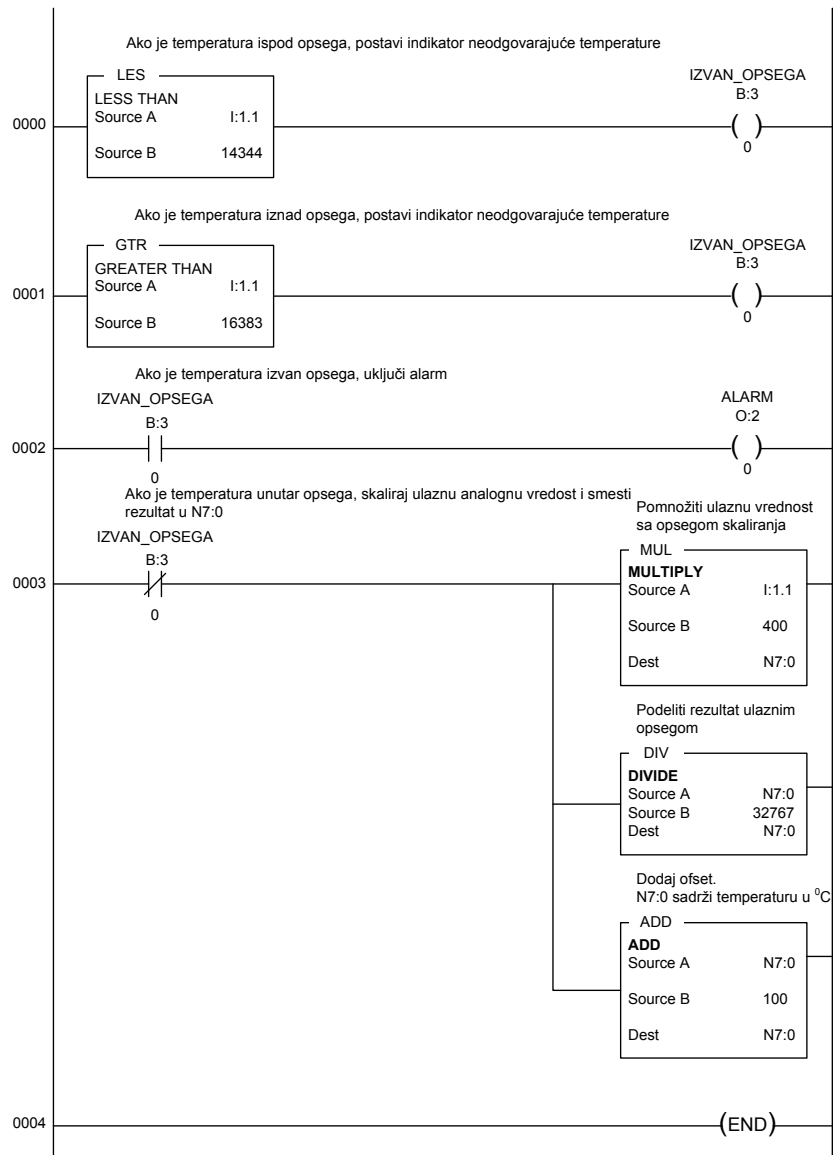 Ako je temperatura ispod opsega, postavi indikator neodgovarajuće temperature
LES
LESS THAN
Source A I:1.1
Source B 14344
IZVAN_OPSEGA
B:3
( )
0
0000
Ako je temperatura iznad opsega, postavi indikator neodgovarajuće temperature
GTR
GREATER THAN
Source A I:1.1
Source B 16383
IZVAN_OPSEGA
B:3
( )
0
0001
Ako je temperatura izvan opsega, uključi alarm
IZVAN_OPSEGA
B:3
0
ALARM
O:2
( )
0
0002
Ako je temperatura unutar opsega, skaliraj ulaznu analognu vredost i smesti
rezultat u N7:0
IZVAN_OPSEGA
B:3
0
0003
Pomnožiti ulaznu vrednost
sa opsegom skaliranja
MUL
MULTIPLY
Source A I:1.1
Source B 400
Dest N7:0
Podeliti rezultat ulaznim
opsegom
DIV
DIVIDE
Source A N7:0
Source B 32767
Dest N7:0
Dodaj ofset.
N7:0 sadrži temperaturu u ⁰C
ADD
ADD
Source A N7:0
Source B 100
Dest N7:0
0004
(END)